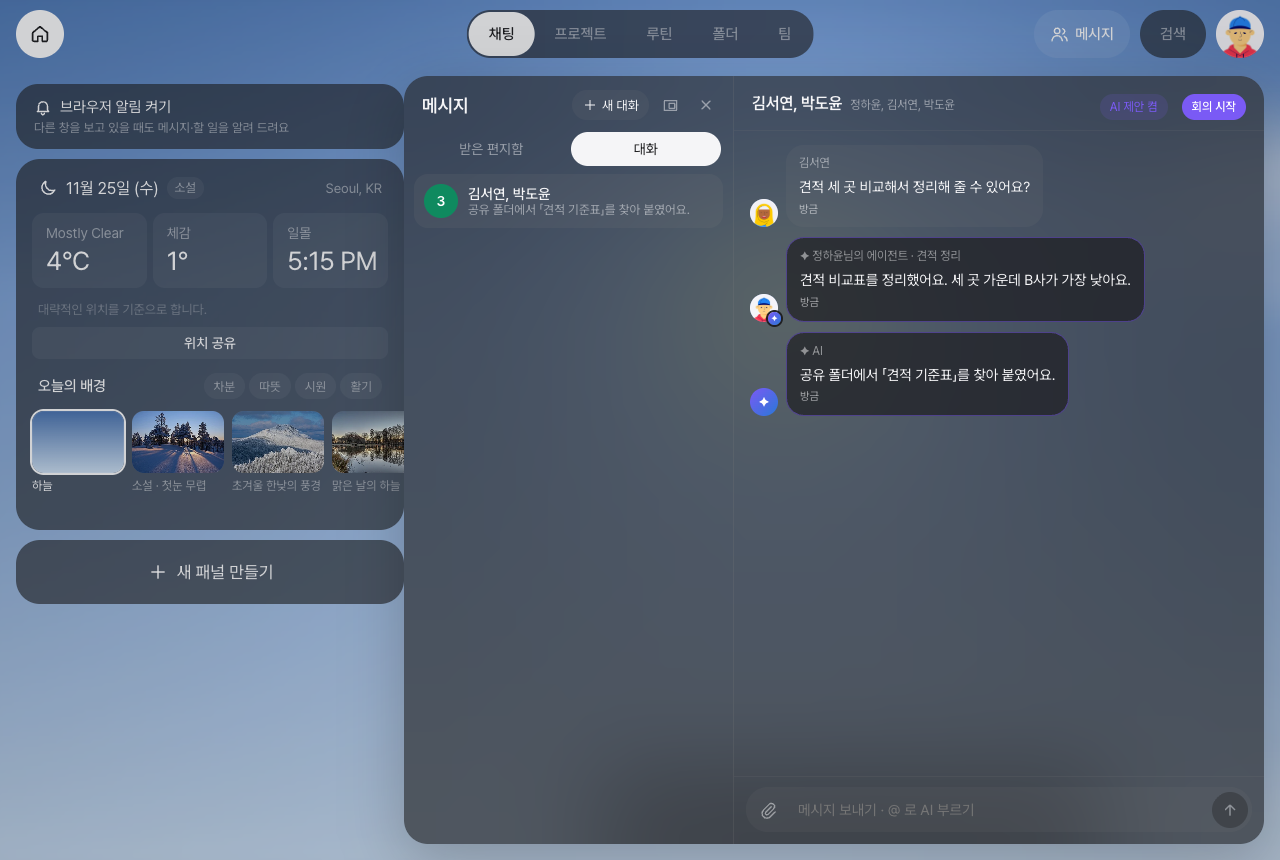 채팅
프로젝트
루틴
폴더
팀
메시지
검색
브라우저 알림 켜기
다른 창을 보고 있을 때도 메시지·할 일을 알려 드려요
11월 25일 (수)
소설
Seoul, KR
Mostly Clear
4°C
체감
1°
일몰
5:15 PM
대략적인 위치를 기준으로 합니다.
위치 공유
오늘의 배경
차분
따뜻
시원
활기
하늘
소설 · 첫눈 무렵
초겨울 한낮의 풍경
맑은 날의 하늘
새 패널 만들기
메시지
새 대화
받은 편지함
대화
3
김서연, 박도윤
공유 폴더에서 「견적 기준표」를 찾아 붙였어요.
김서연, 박도윤
정하윤, 김서연, 박도윤
AI 제안 켬
회의 시작
김서연
견적 세 곳 비교해서 정리해 줄 수 있어요?
방금
정하윤님의 에이전트 · 견적 정리
견적 비교표를 정리했어요. 세 곳 가운데 B사가 가장 낮아요.
방금
AI
공유 폴더에서 「견적 기준표」를 찾아 붙였어요.
방금
메시지 보내기 · @ 로 AI 부르기